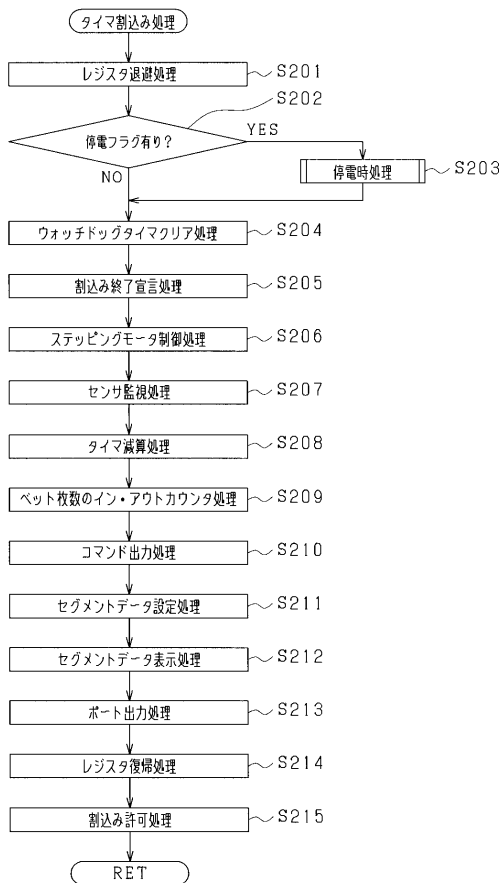 タイマ割込み処理
レジスタ退避処理 S201
S202
停電フラグ有り?
YES
停電時処理 S203
NO
ウォッチドッグタイマクリア処理 S204
割込み終了宣言処理 S205
ステッピングモータ制御処理 S206
センサ監視処理 S207
タイマ減算処理 S208
ベット枚数のイン・アウトカウンタ処理 S209
コマンド出力処理 S210
セグメントデータ設定処理 S211
セグメントデータ表示処理 S212
ポート出力処理 S213
レジスタ復帰処理 S214
割込み許可処理 S215
RET